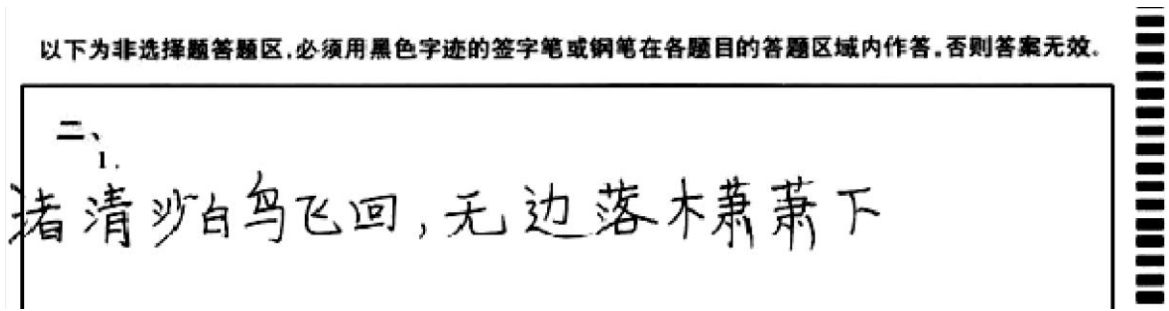 以下为非选择题答题区,必须用黑色字迹的签字笔或钢笔在各题目的答题区域内作答,否则答案无效。
二、
1.
渚清沙白鸟飞回,无边落木萧萧下